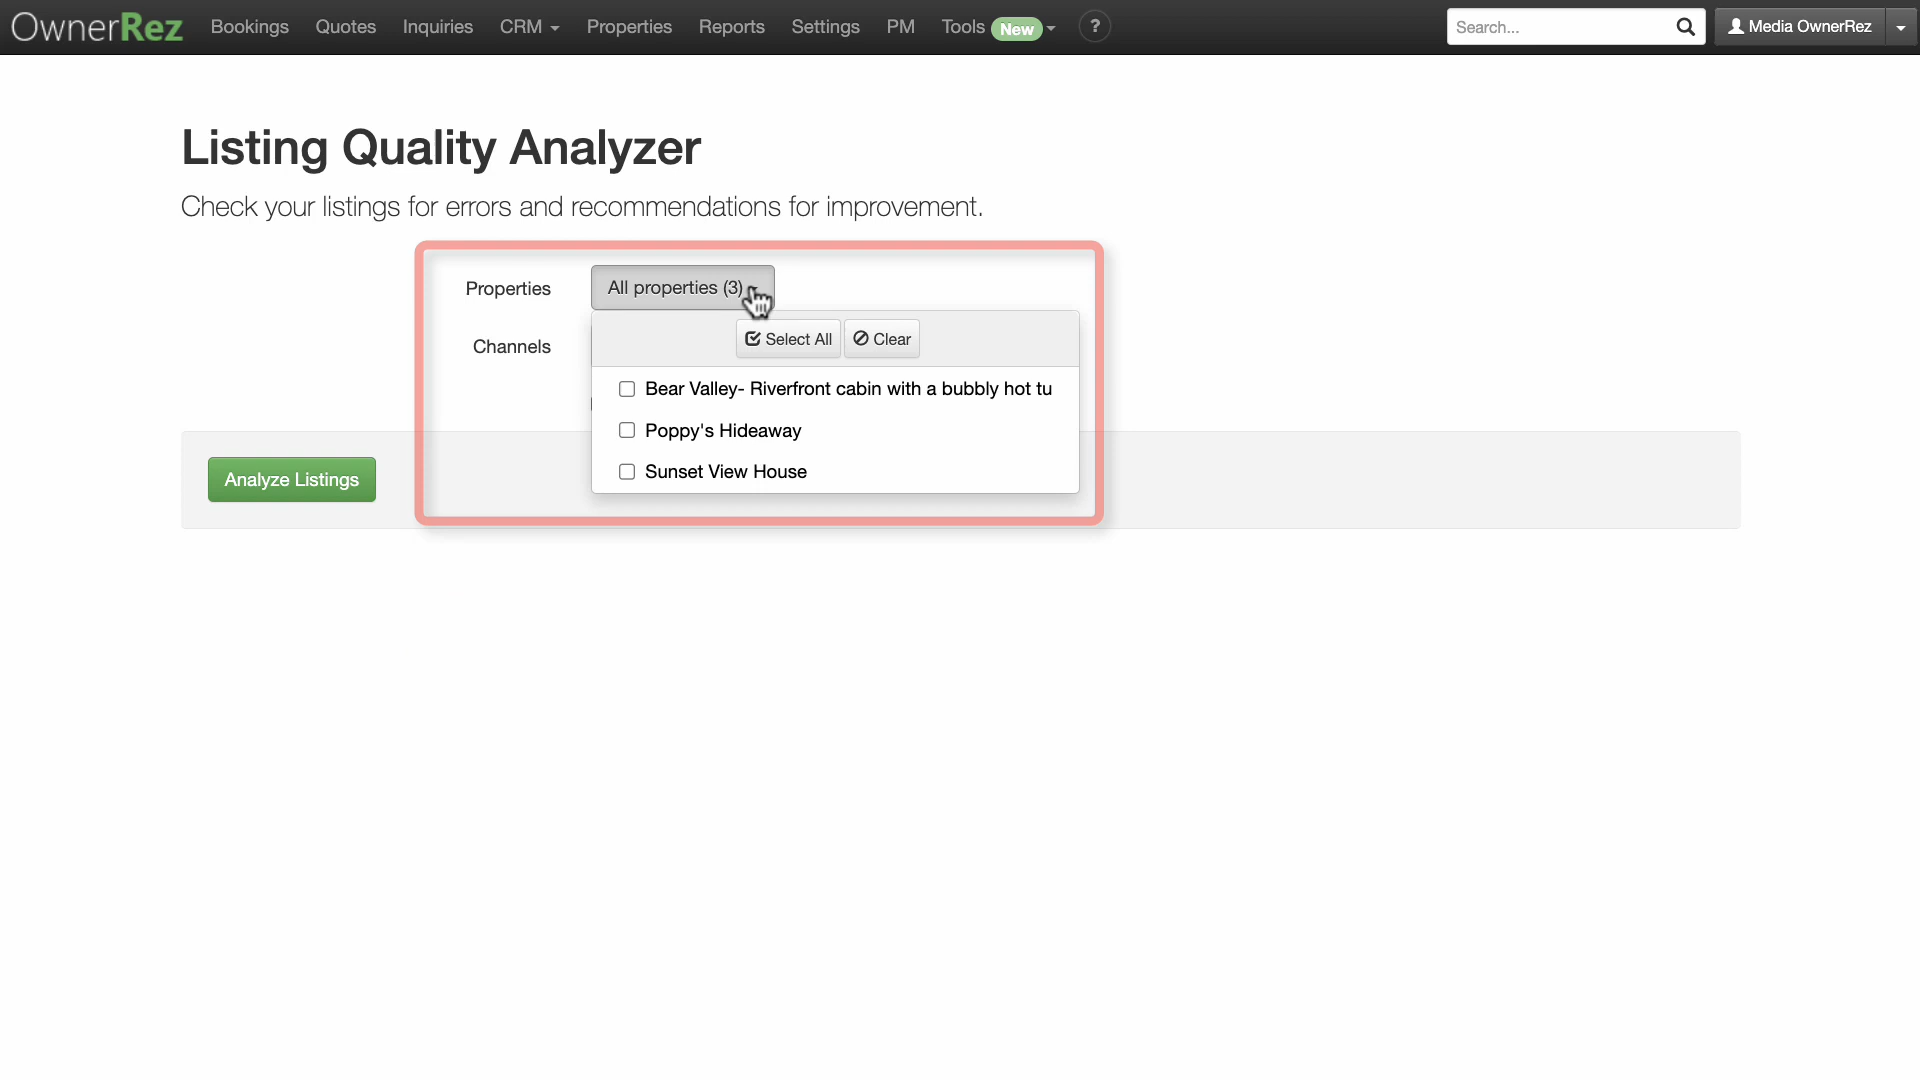 OwnerRez Bookings Quotes Inquiries CRM Properties Reports Settings PM Tools New ? Search... Media OwnerRez
Listing Quality Analyzer
Check your listings for errors and recommendations for improvement.
Properties All properties (3)
Select All Clear
Channels
Bear Valley- Riverfront cabin with a bubbly hot tu
Poppy's Hideaway
Sunset View House
Analyze Listings